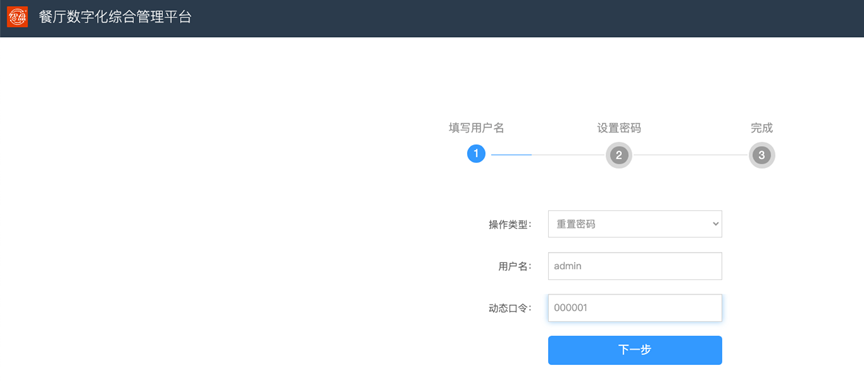 餐厅数字化综合管理平台
填写用户名 设置密码 完成
1 2 3
操作类型: 重置密码
用户名: admin
动态口令: 000001
下一步